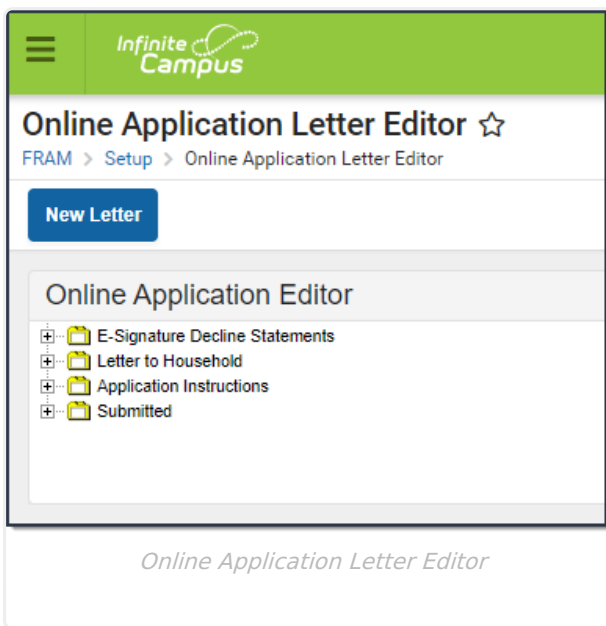 Infinite
Campus
Online Application Letter Editor
FRAM > Setup > Online Application Letter Editor
New Letter
Online Application Editor
E-Signature Decline Statements
Letter to Household
Application Instructions
Submitted
Online Application Letter Editor